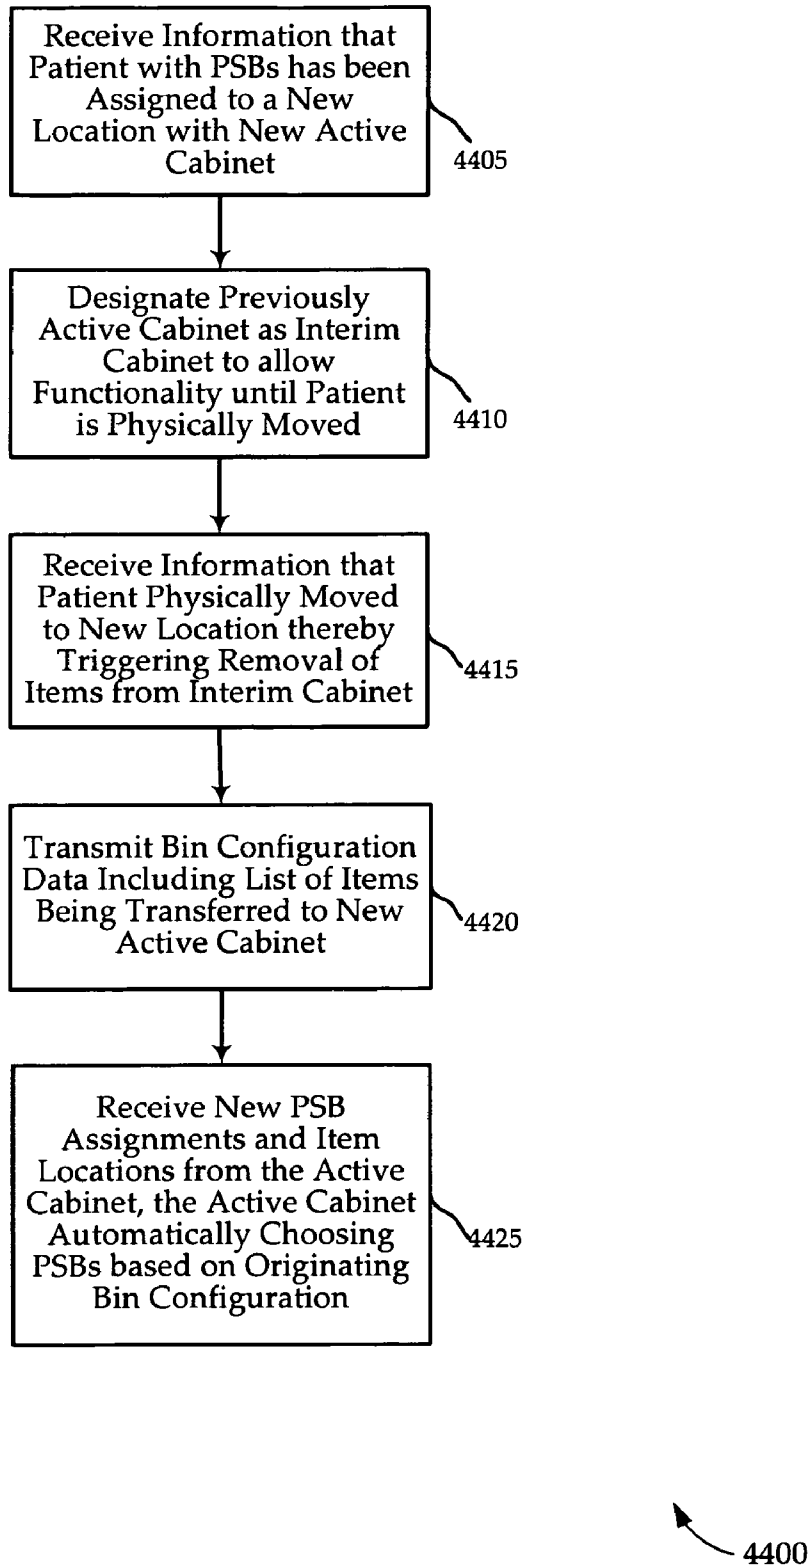 Receive Information that
Patient with PSBs has been
Assigned to a New
Location with New Active
Cabinet
4405
Designate Previously
Active Cabinet as Interim
Cabinet to allow
Functionality until Patient
is Physically Moved
4410
Receive Information that
Patient Physically Moved
to New Location thereby
Triggering Removal of
Items from Interim Cabinet
4415
Transmit Bin Configuration
Data Including List of Items
Being Transferred to New
Active Cabinet
4420
Receive New PSB
Assignments and Item
Locations from the Active
Cabinet, the Active Cabinet
Automatically Choosing
PSBs based on Originating
Bin Configuration
4425
4400